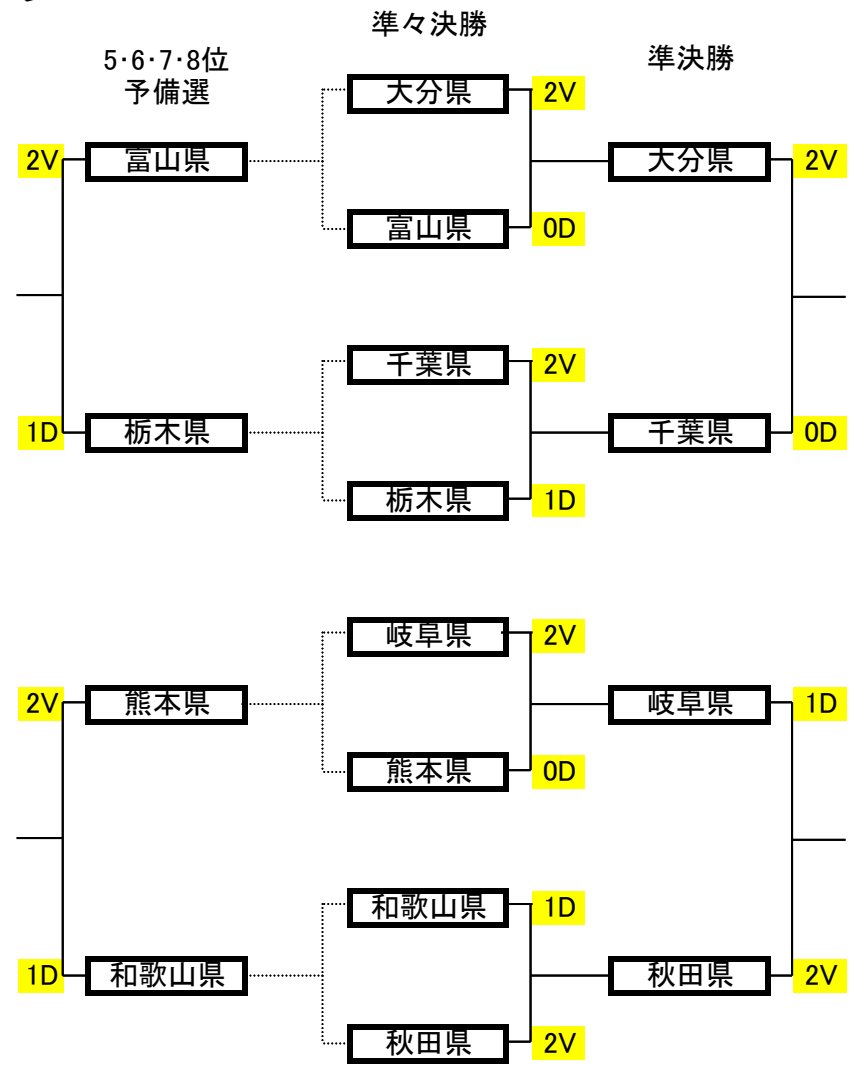 準々決勝
5・6・7・8位
予備選
準決勝
大分県 2V
2V 富山県
大分県 2V
富山県 0D
千葉県 2V
1D 栃木県
千葉県 0D
栃木県 1D
岐阜県 2V
2V 熊本県
岐阜県 1D
熊本県 0D
和歌山県 1D
1D 和歌山県
秋田県 2V
秋田県 2V